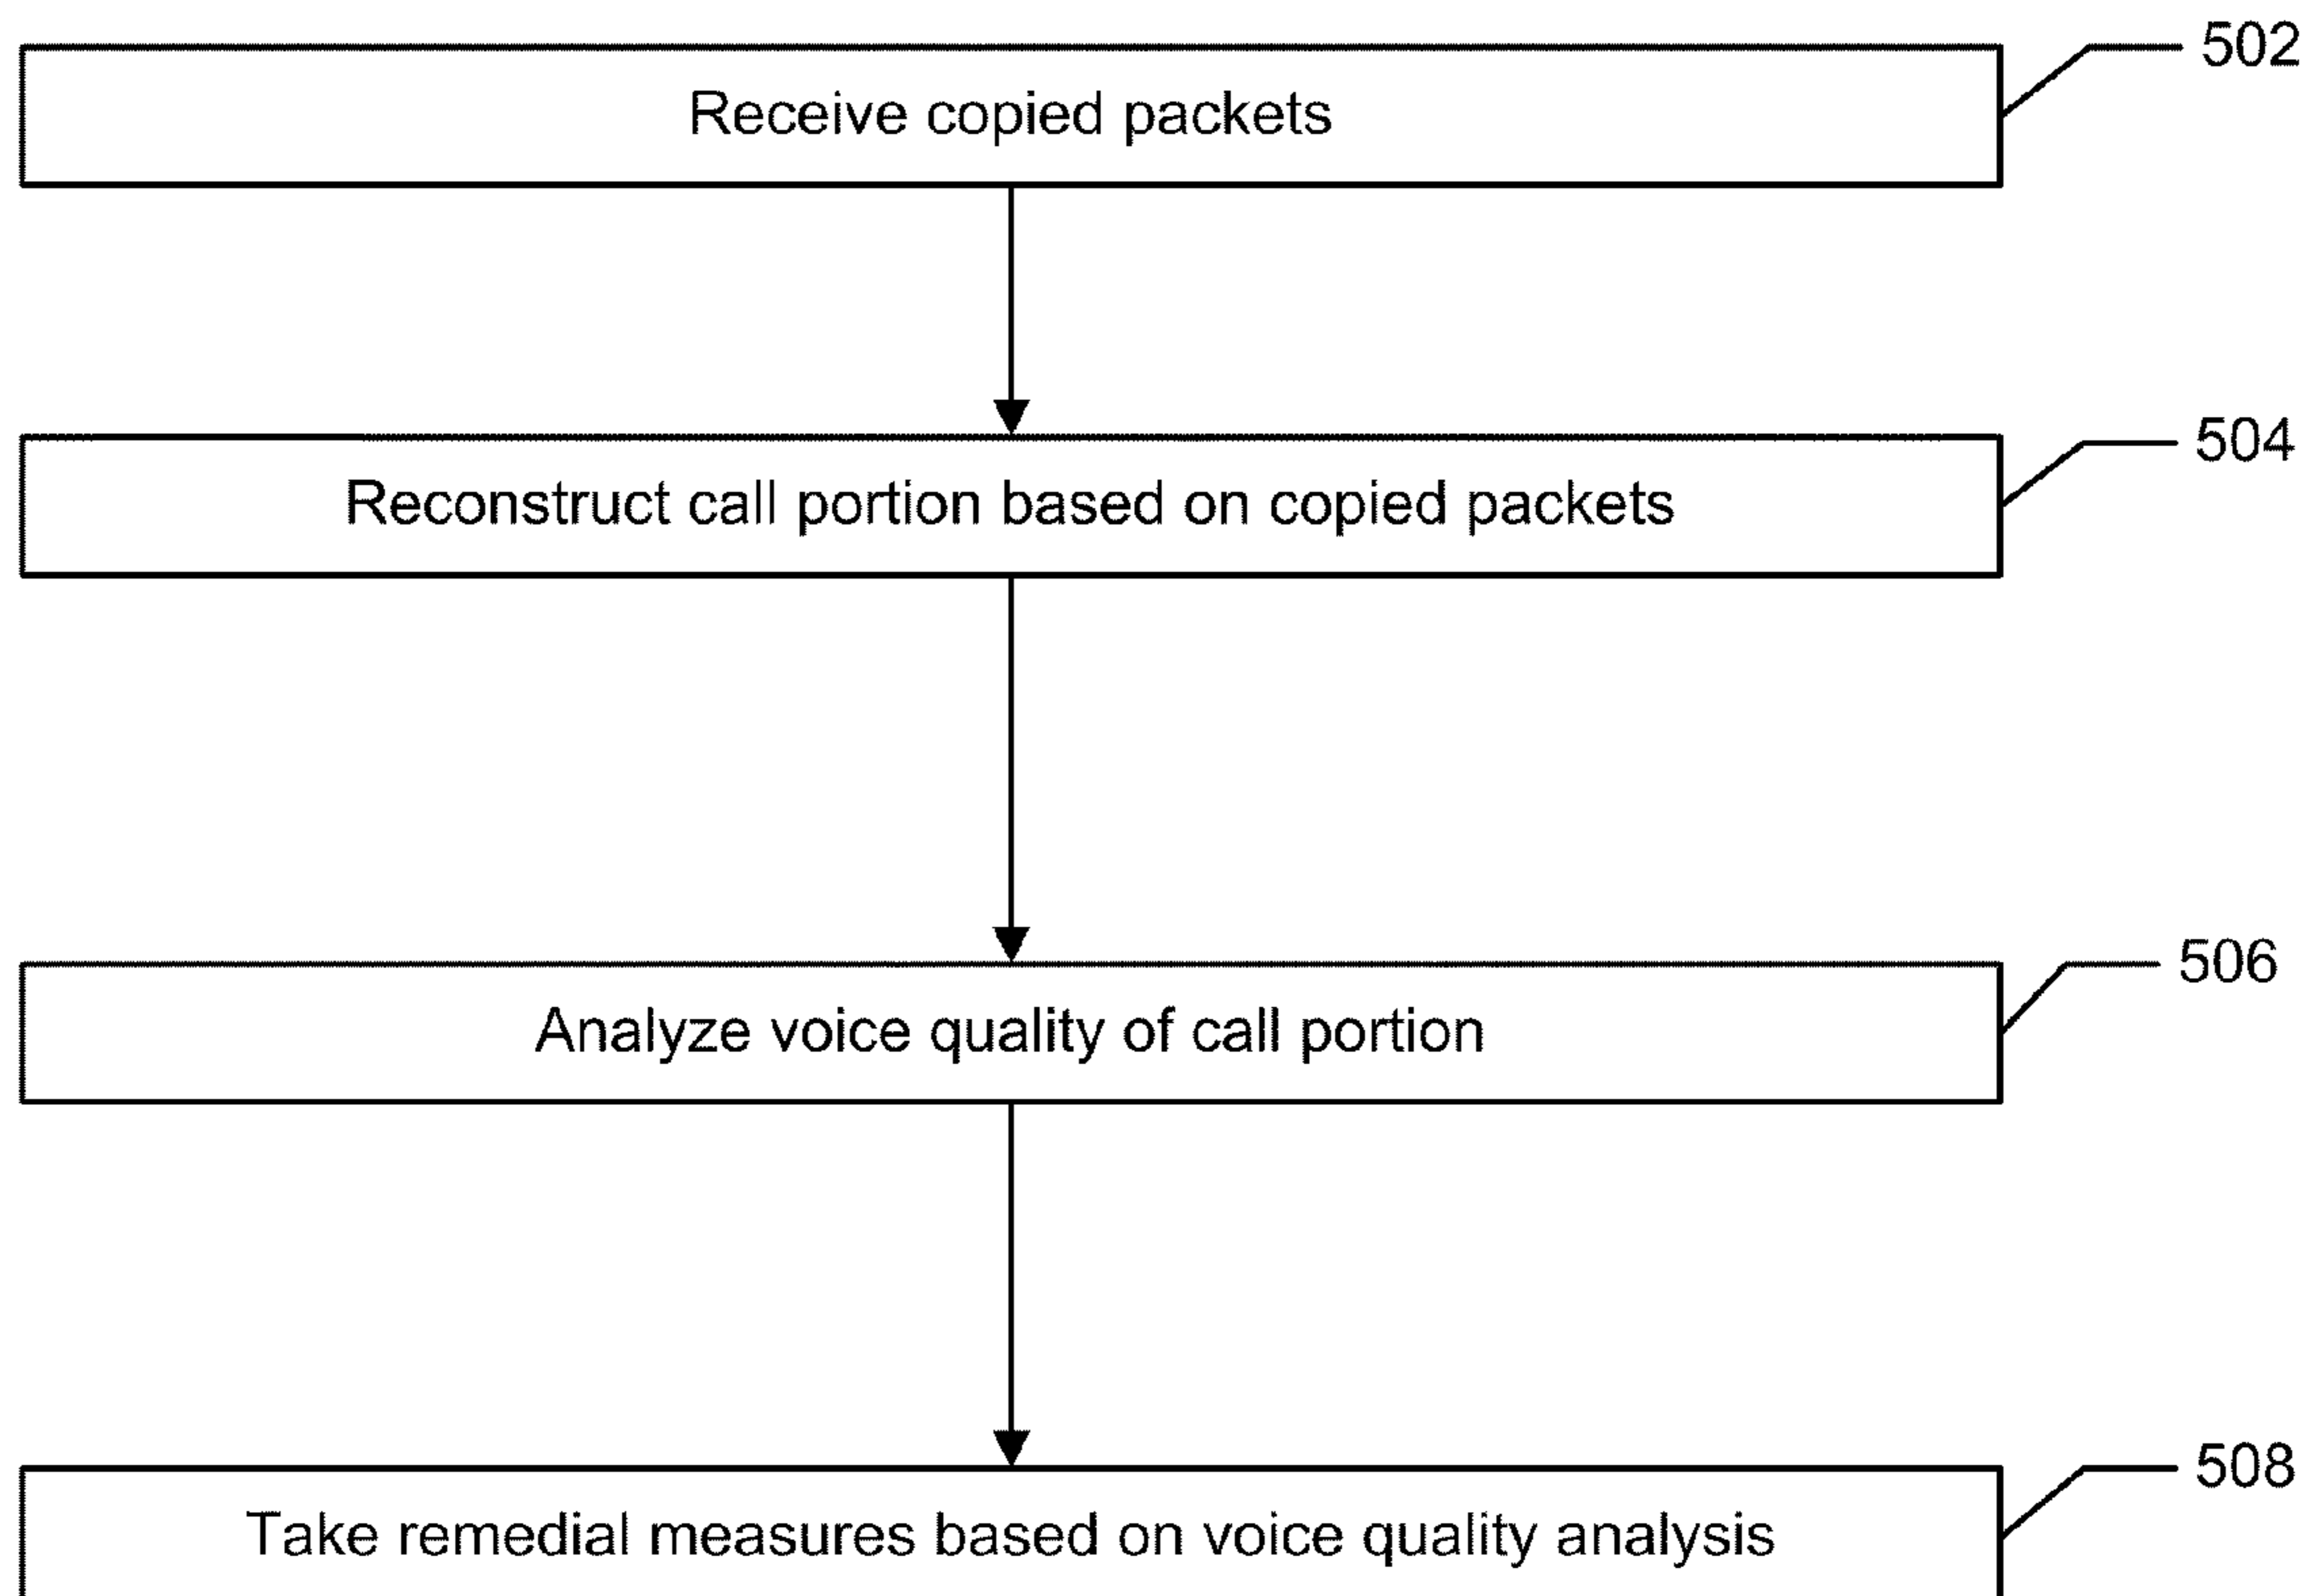 502
Receive copied packets
504
Reconstruct call portion based on copied packets
506
Analyze voice quality of call portion
508
Take remedial measures based on voice quality analysis